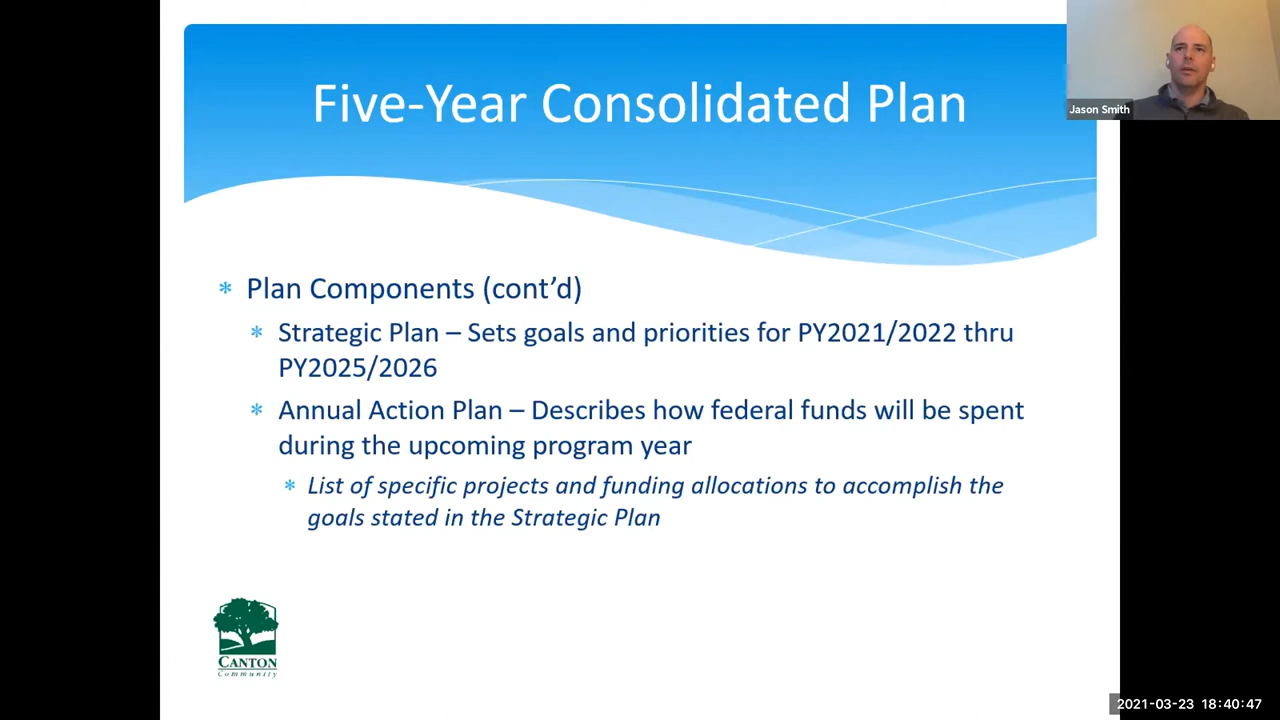 Five-Year Consolidated Plan
Jason Smith
* Plan Components (cont’d)
* Strategic Plan – Sets goals and priorities for PY2021/2022 thru
PY2025/2026
* Annual Action Plan – Describes how federal funds will be spent
during the upcoming program year
* List of specific projects and funding allocations to accomplish the
goals stated in the Strategic Plan
CANTON
Community
2021-03-23 18:40:47